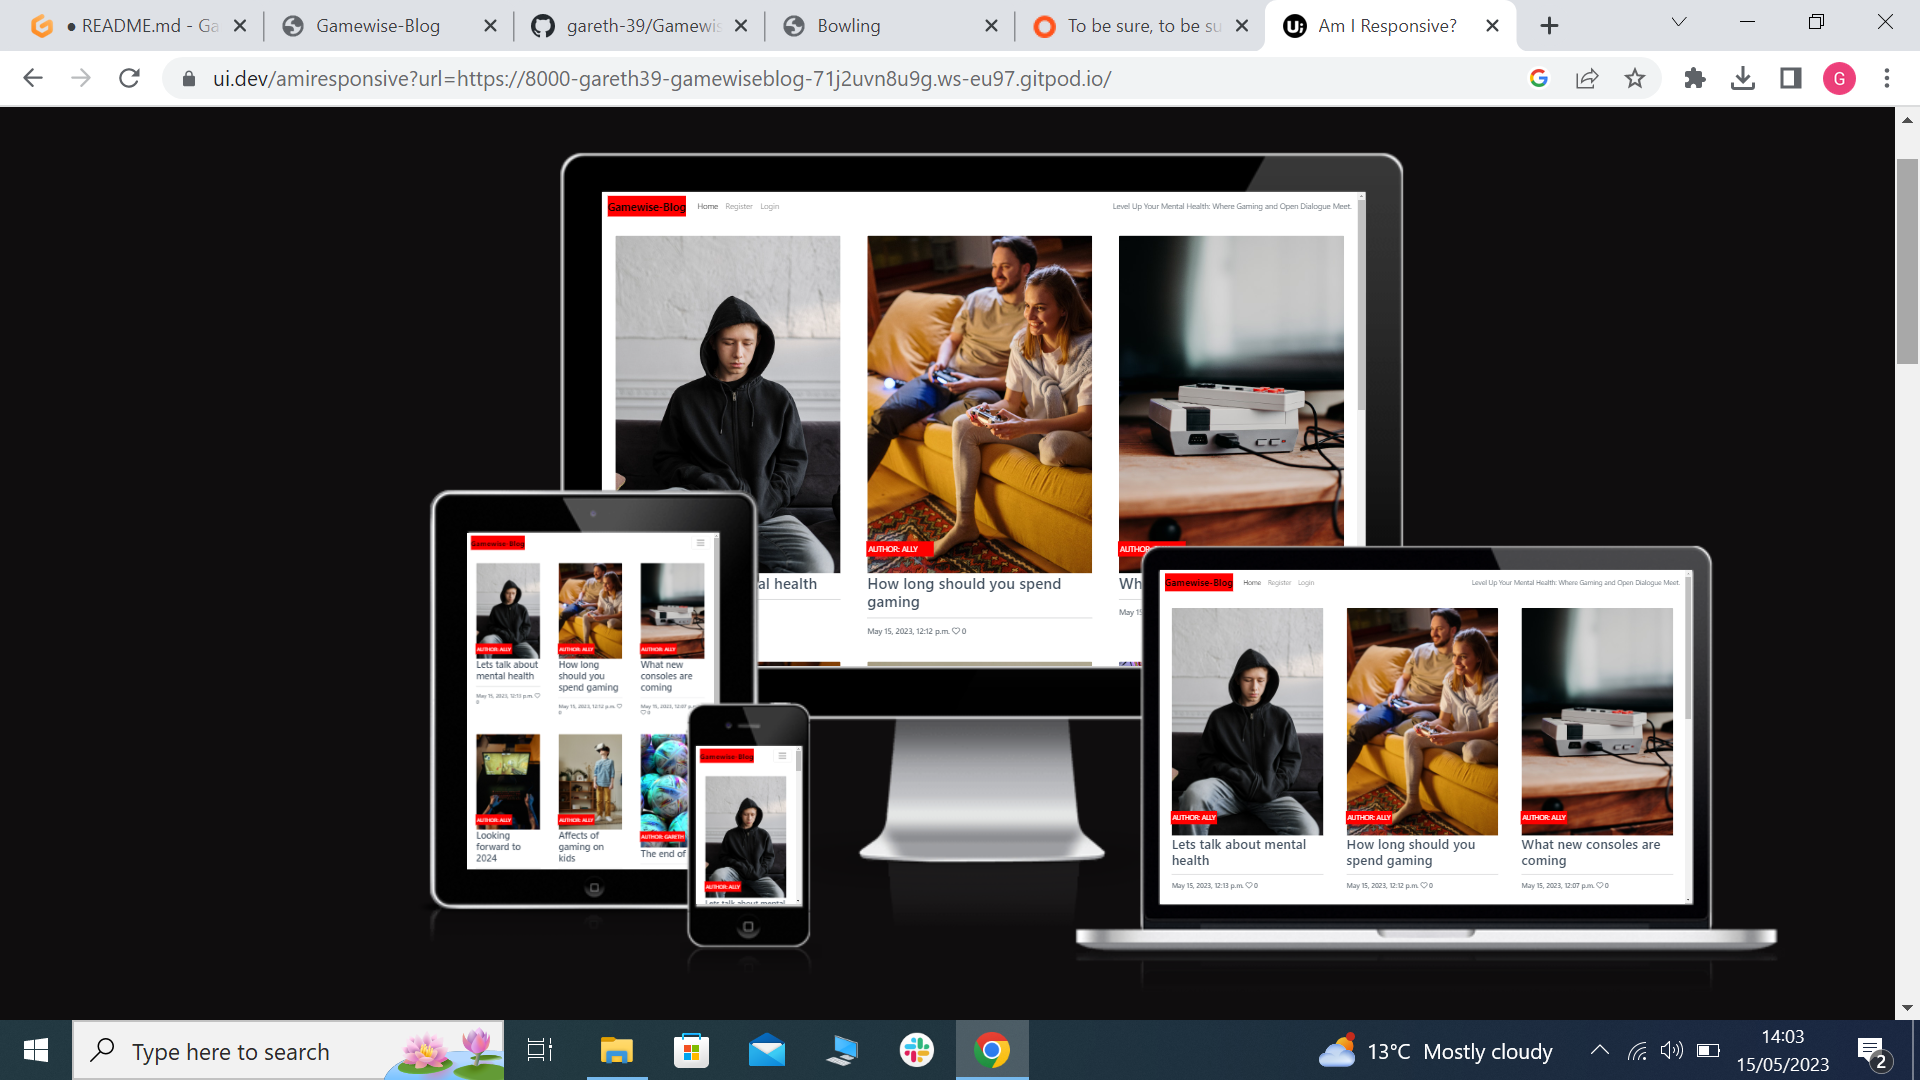 ● README.md - Ga
Gamewise-Blog
gareth-39/Gamewis
Bowling
To be sure, to be su
Am I Responsive?
ui.dev/amiresponsive?url=https://8000-gareth39-gamewiseblog-71j2uvn8u9g.ws-eu97.gitpod.io/
G
Gamewise-Blog Home Register Login Level Up Your Mental Health: Where Gaming and Open Dialogue Meet.
AUTHOR: ALLY
al health
How long should you spend
gaming
May 15, 2023, 12:12 p.m. 0
AUTHOR:
Wh
May 15
Gamewise-Blog
AUTHOR: ALLY
Lets talk about
mental health
May 15, 2023, 12:13 p.m.
0
AUTHOR: ALLY
How long
should you
spend gaming
May 15, 2023, 12:12 p.m.
0
AUTHOR: ALLY
What new
consoles are
coming
May 15, 2023, 12:07 p.m.
0
AUTHOR: ALLY
Looking
forward to
2024
AUTHOR: ALLY
Affects of
gaming on
kids
AUTHOR: GARETH
The end of
Gamewise-Blog
AUTHOR: ALLY
Lets talk about mental
Gamewise-Blog Home Register Login Level Up Your Mental Health: Where Gaming and Open Dialogue Meet.
AUTHOR: ALLY
Lets talk about mental
health
May 15, 2023, 12:13 p.m. 0
AUTHOR: ALLY
How long should you
spend gaming
May 15, 2023, 12:12 p.m. 0
AUTHOR: ALLY
What new consoles are
coming
May 15, 2023, 12:07 p.m. 0
Type here to search
13°C Mostly cloudy
14:03
15/05/2023
2